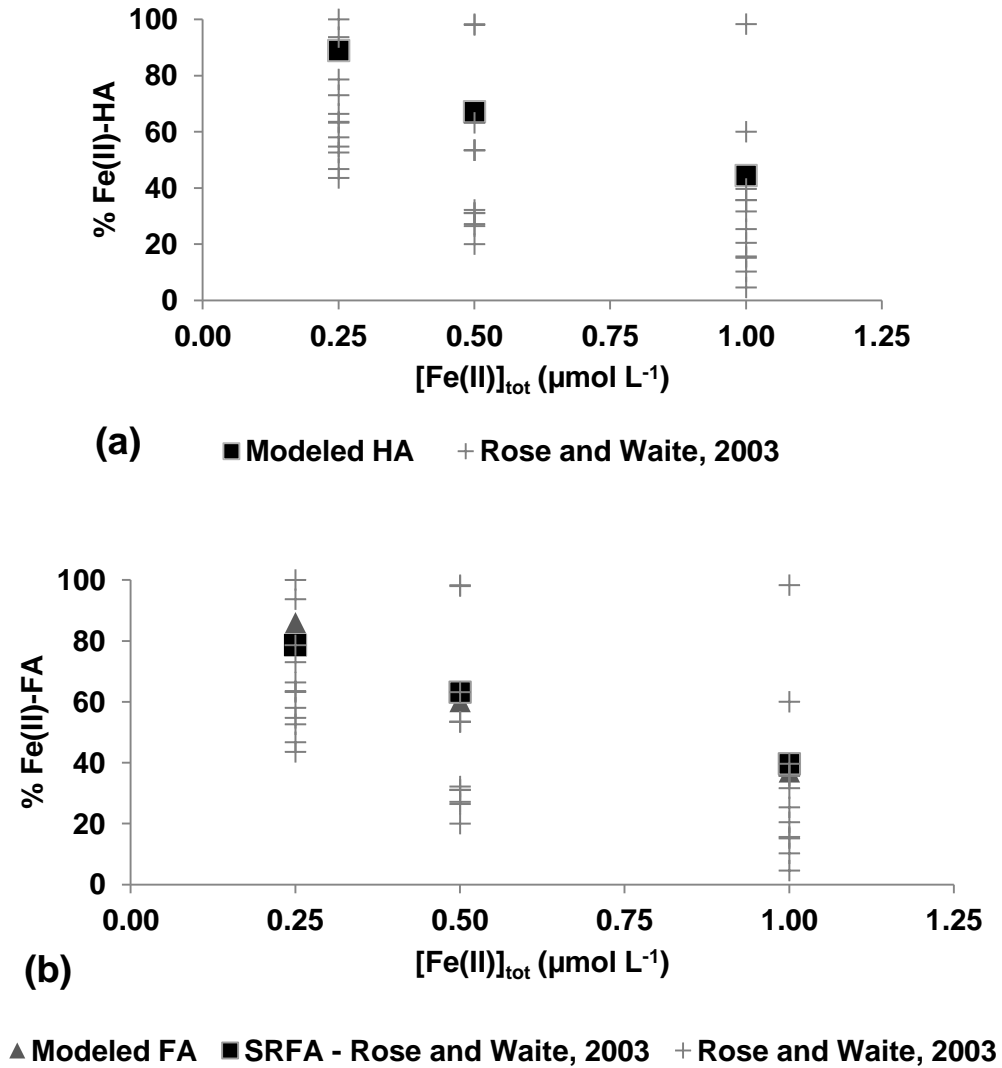 100
80
60
40
20
0
% Fe(II)-HA
0.00 0.25 0.50 0.75 1.00 1.25
[Fe(II)]tot (µmol L-1)
(a)
Modeled HA Rose and Waite, 2003
100
80
60
40
20
0
% Fe(II)-FA
0.00 0.25 0.50 0.75 1.00 1.25
[Fe(II)]tot (µmol L-1)
(b)
Modeled FA SRFA - Rose and Waite, 2003 Rose and Waite, 2003